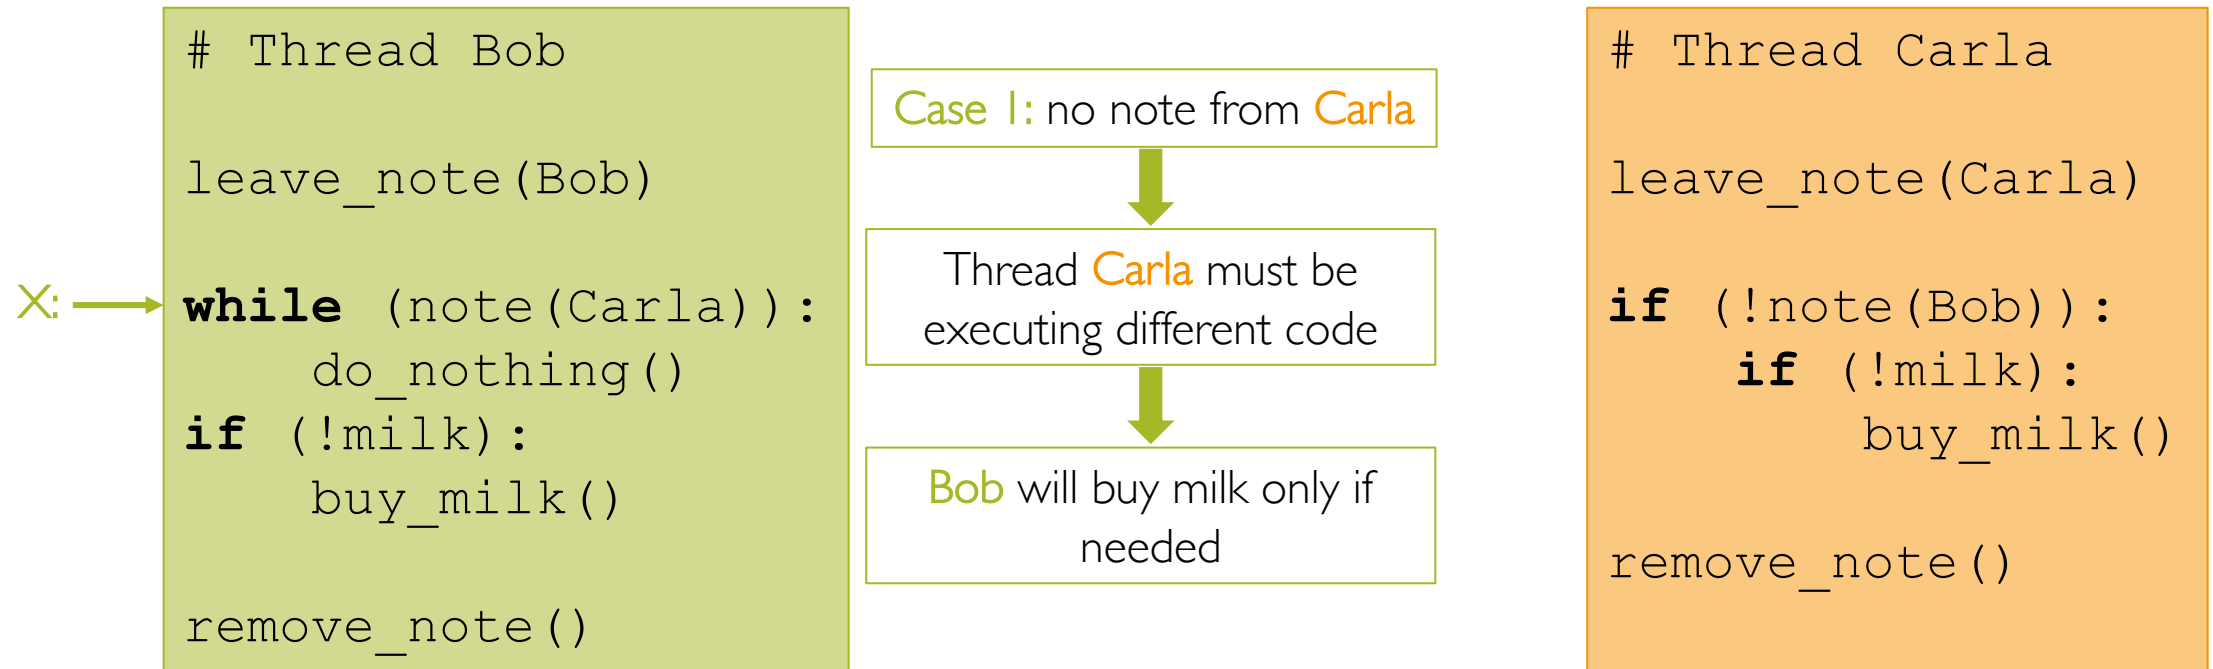 # Thread Bob
leave_note(Bob)
X:
while (note(Carla)):
do_nothing()
if (!milk):
buy_milk()
remove_note()
Case 1: no note from Carla
Thread Carla must be
executing different code
Bob will buy milk only if
needed
# Thread Carla
leave_note(Carla)
if (!note(Bob)):
if (!milk):
buy_milk()
remove_note()